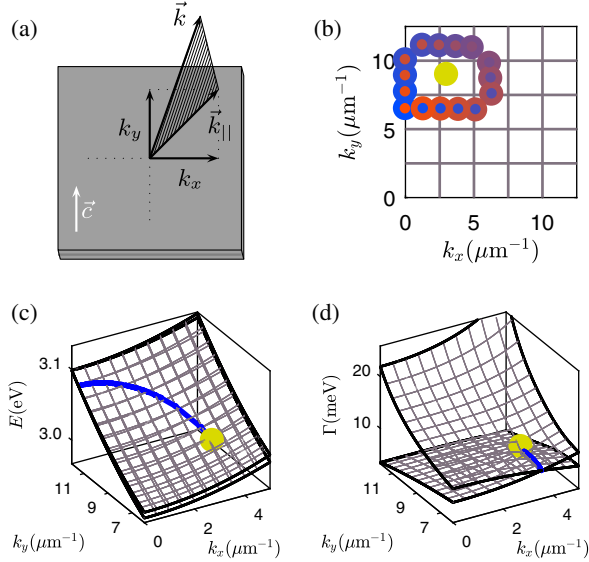 (a)
k⃗
k_y
k⃗_||
k_x
c⃗
(b)
10
5
0
k_y(μm⁻¹)
0 5 10
k_x(μm⁻¹)
(c)
3.1
3.0
E(eV)
11
9
7
k_y(μm⁻¹)
0 2 4
k_x(μm⁻¹)
(d)
20
10
Γ(meV)
11
9
7
k_y(μm⁻¹)
0 2 4
k_x(μm⁻¹)